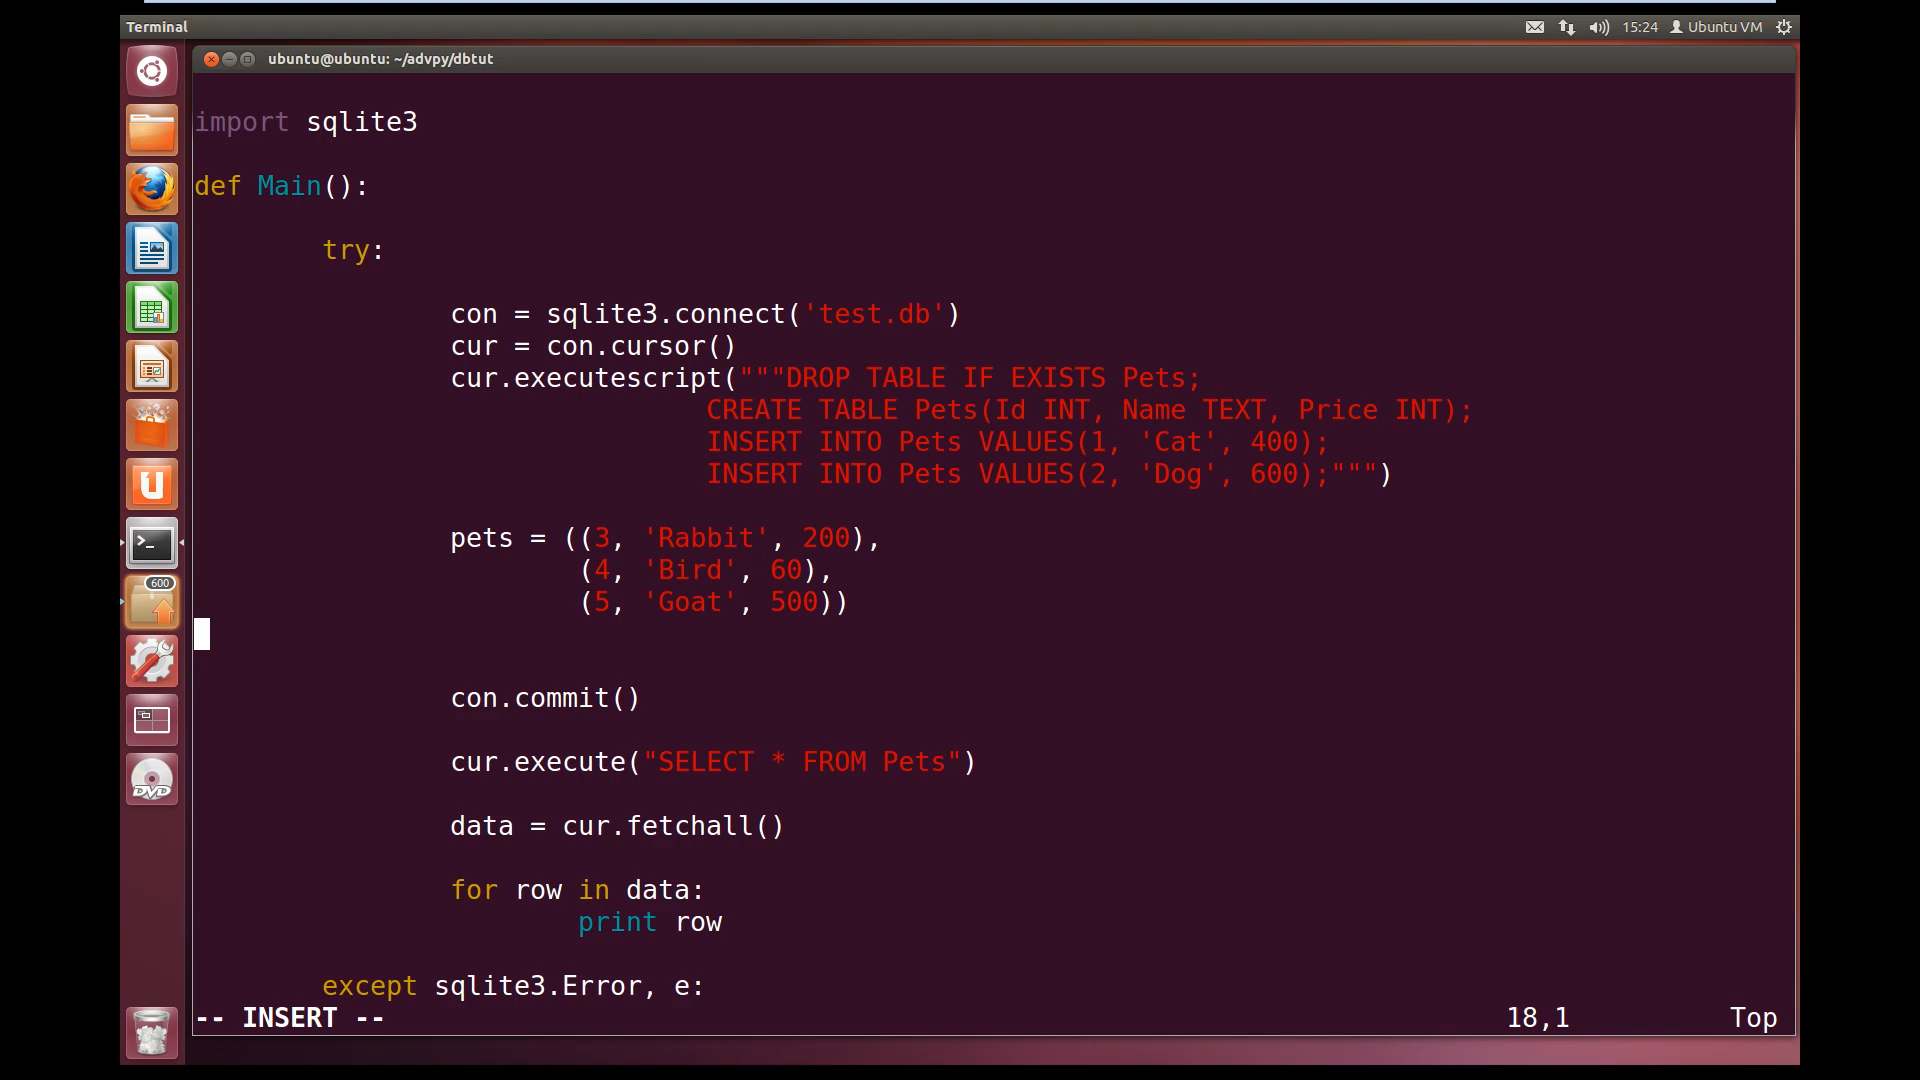 Terminal
15:24
Ubuntu VM
ubuntu@ubuntu: ~/advpy/dbtut
import sqlite3
def Main():
try:
con = sqlite3.connect('test.db')
cur = con.cursor()
cur.executescript("""DROP TABLE IF EXISTS Pets;
CREATE TABLE Pets(Id INT, Name TEXT, Price INT);
INSERT INTO Pets VALUES(1, 'Cat', 400);
INSERT INTO Pets VALUES(2, 'Dog', 600);""")
pets = ((3, 'Rabbit', 200),
(4, 'Bird', 60),
(5, 'Goat', 500))
600
con.commit()
cur.execute("SELECT * FROM Pets")
DVD
data = cur.fetchall()
for row in data:
print row
except sqlite3.Error, e:
-- INSERT --
18,1
Top